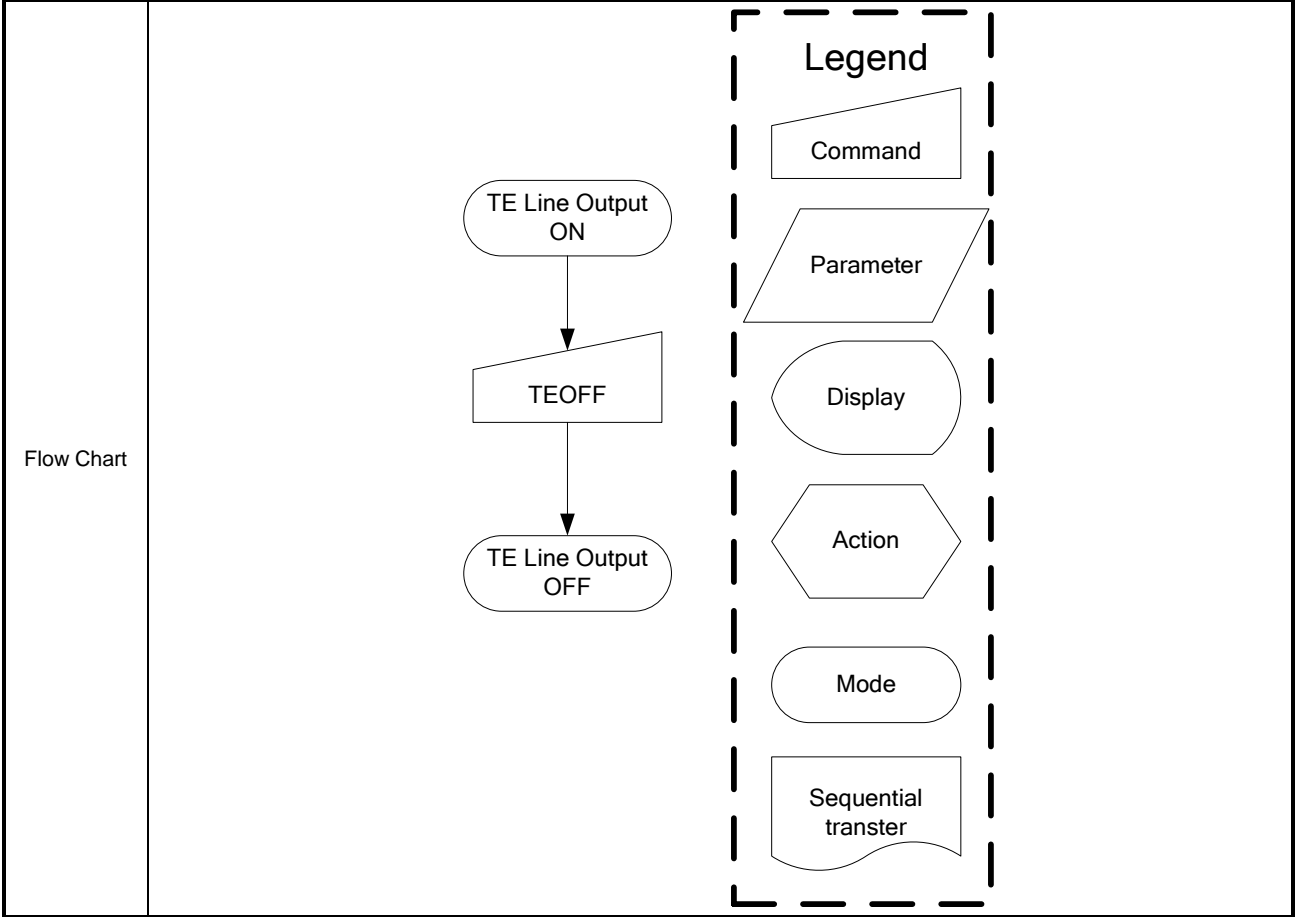 Flow Chart
TE Line Output
ON
TEOFF
TE Line Output
OFF
Legend
Command
Parameter
Display
Action
Mode
Sequential
transter